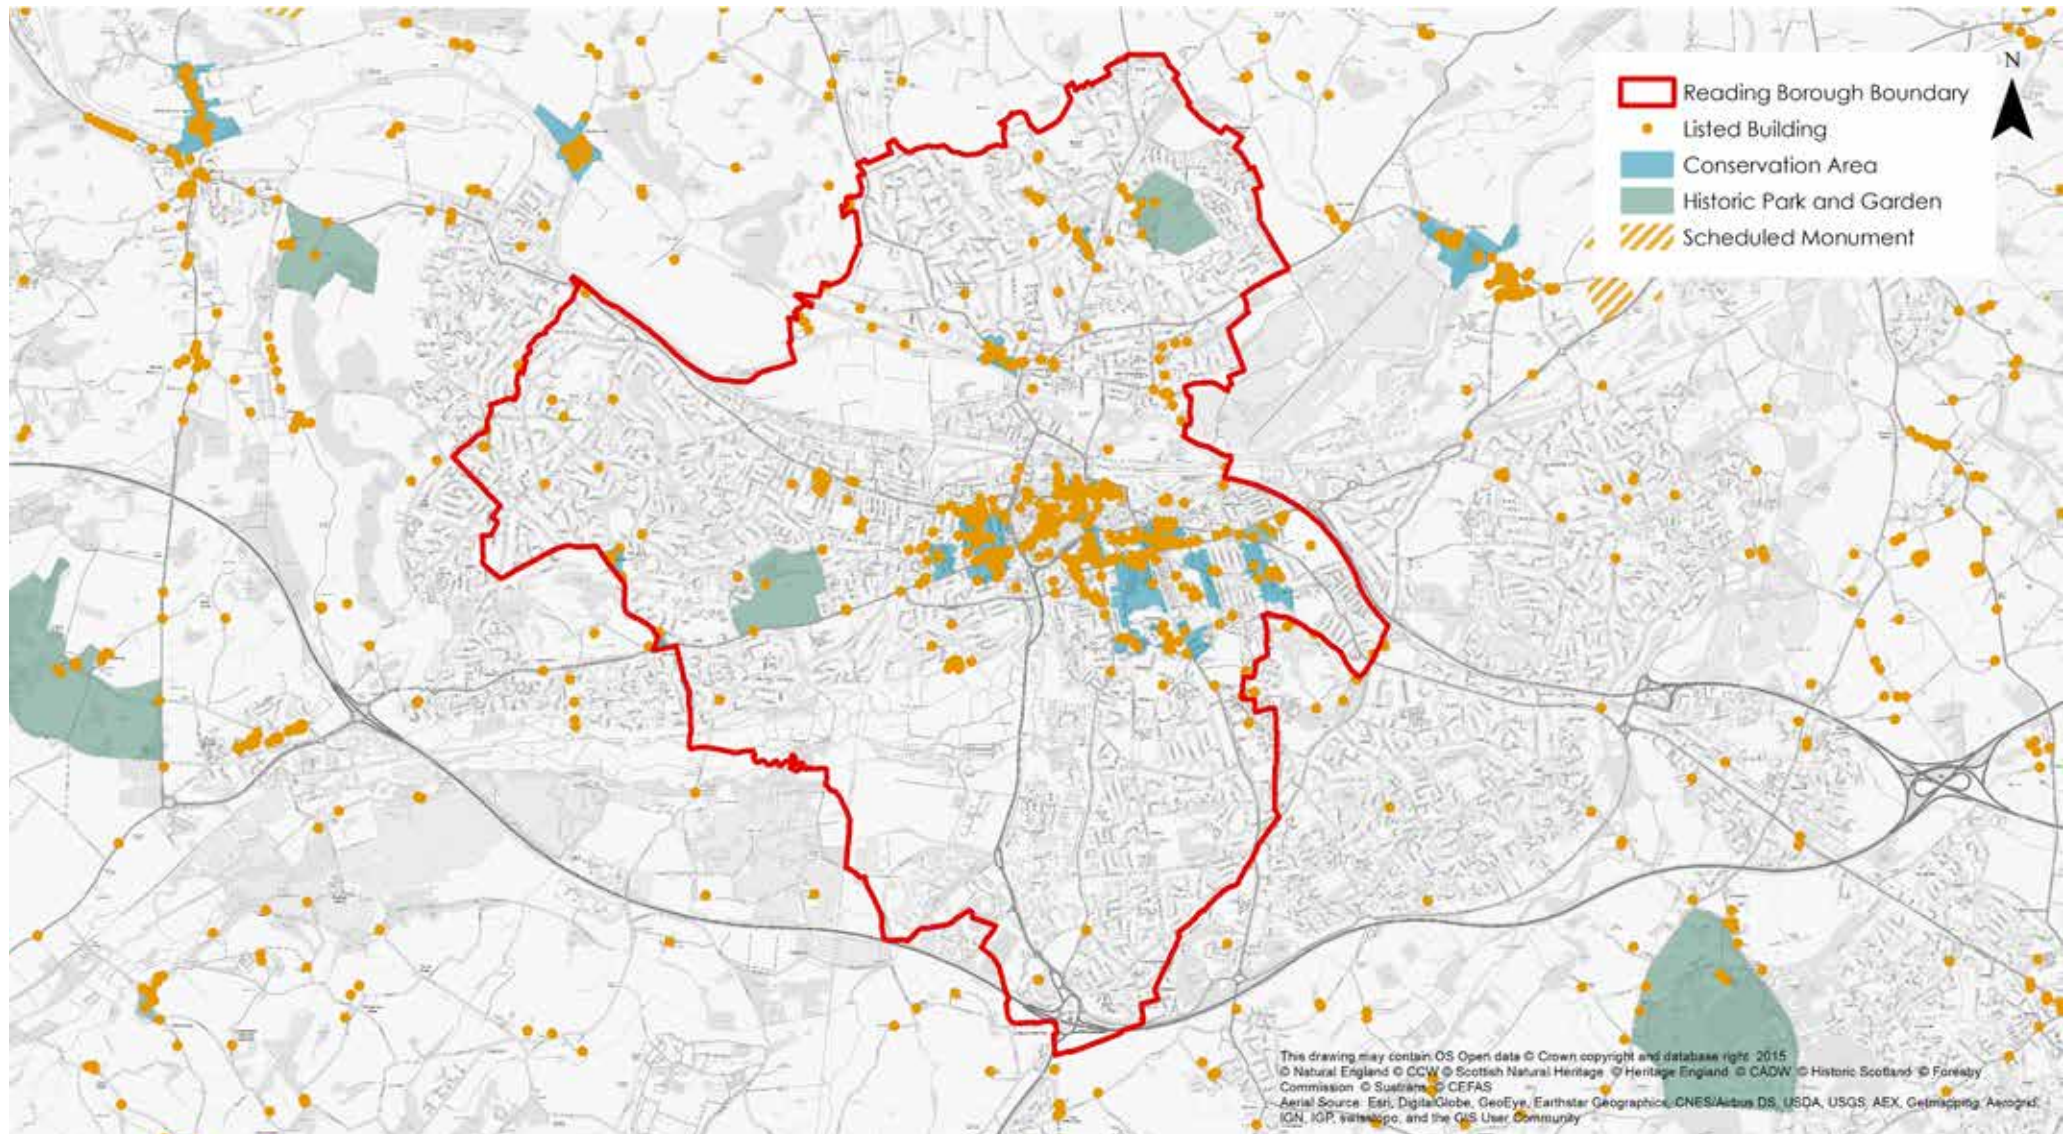 N
Reading Borough Boundary
Listed Building
Conservation Area
Historic Park and Garden
Scheduled Monument
This drawing may contain OS Open data © Crown copyright and database right 2015
© Natural England © CCW © Scottish Natural Heritage © Heritage England © CADW © Historic Scotland © Forestry
Commission © Sustrans © CEFAS
Aerial Source: Esri, DigitalGlobe, GeoEye, Earthstar Geographics, CNES/Airbus DS, USDA, USGS, AEX, Getmapping, Aerogrid,
IGN, IGP, swisstopo, and the GIS User Community